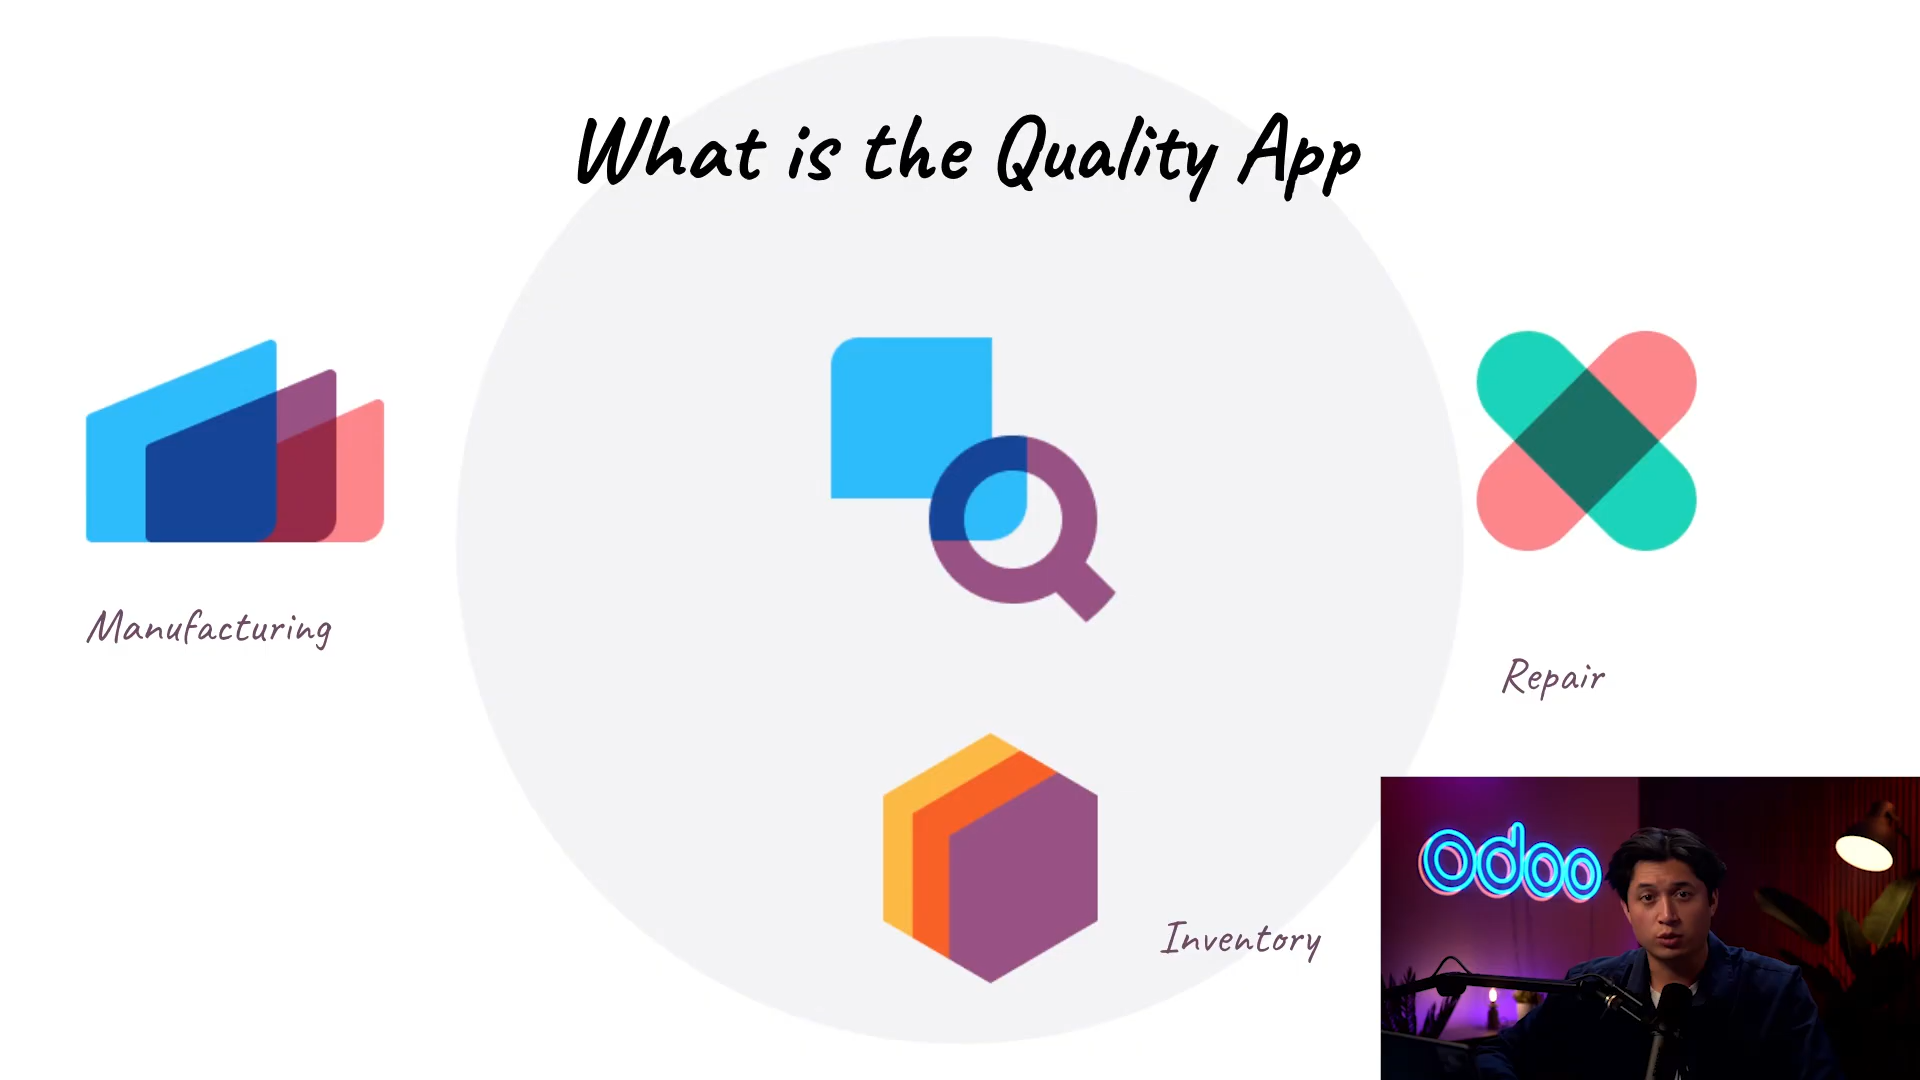 What is the Quality App
Manufacturing
Repair
Inventory
odoo